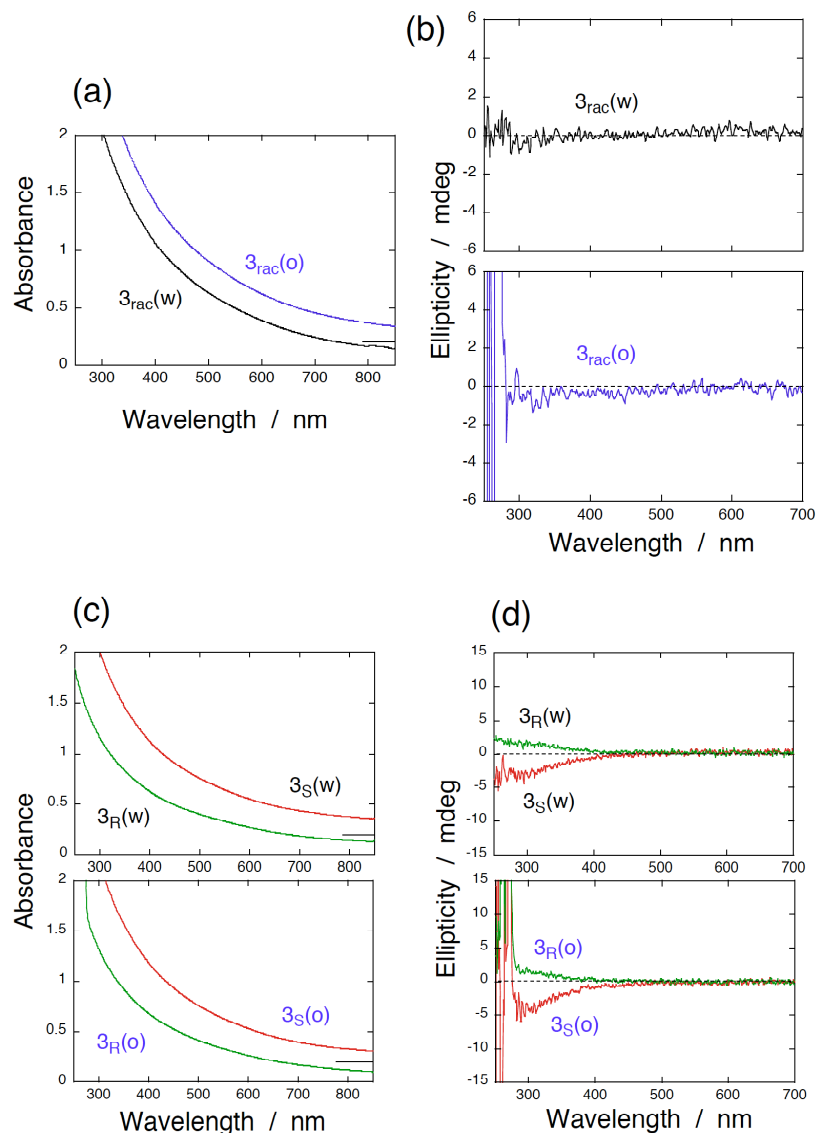 (a)
2
1.5
1
0.5
0
Absorbance
3rac(o)
3rac(w)
300 400 500 600 700 800
Wavelength / nm
(b)
6
4
2
0
-2
-4
-6
3rac(w)
6
4
2
0
-2
-4
-6
3rac(o)
Ellipticity / mdeg
300 400 500 600 700
Wavelength / nm
(c)
2
1.5
1
0.5
0
3S(w)
3R(w)
300 400 500 600 700 800
Absorbance
2
1.5
1
0.5
0
3S(o)
3R(o)
300 400 500 600 700 800
Wavelength / nm
(d)
15
10
5
0
-5
-10
-15
3R(w)
3S(w)
300 400 500 600 700
Ellipticity / mdeg
15
10
5
0
-5
-10
-15
3R(o)
3S(o)
300 400 500 600 700
Wavelength / nm